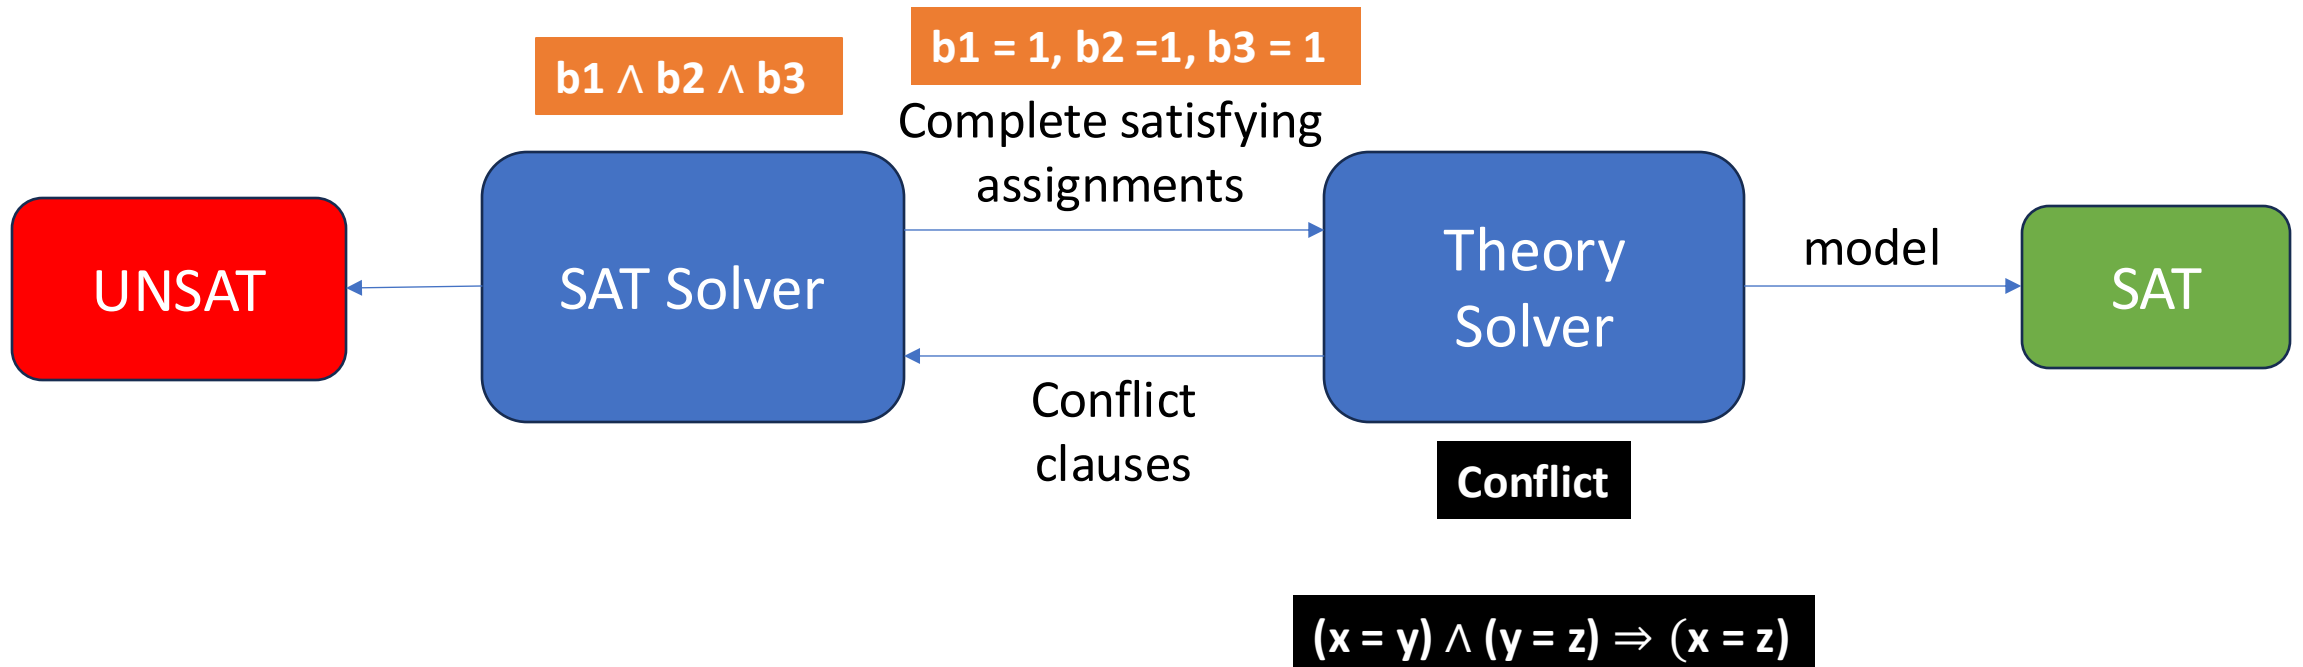 b1 ∧ b2 ∧ b3
b1 = 1, b2 =1, b3 = 1
Complete satisfying
assignments
UNSAT
SAT Solver
Theory
Solver
model
SAT
Conflict
clauses
Conflict
(x = y) ∧ (y = z) ⇒ (x = z)